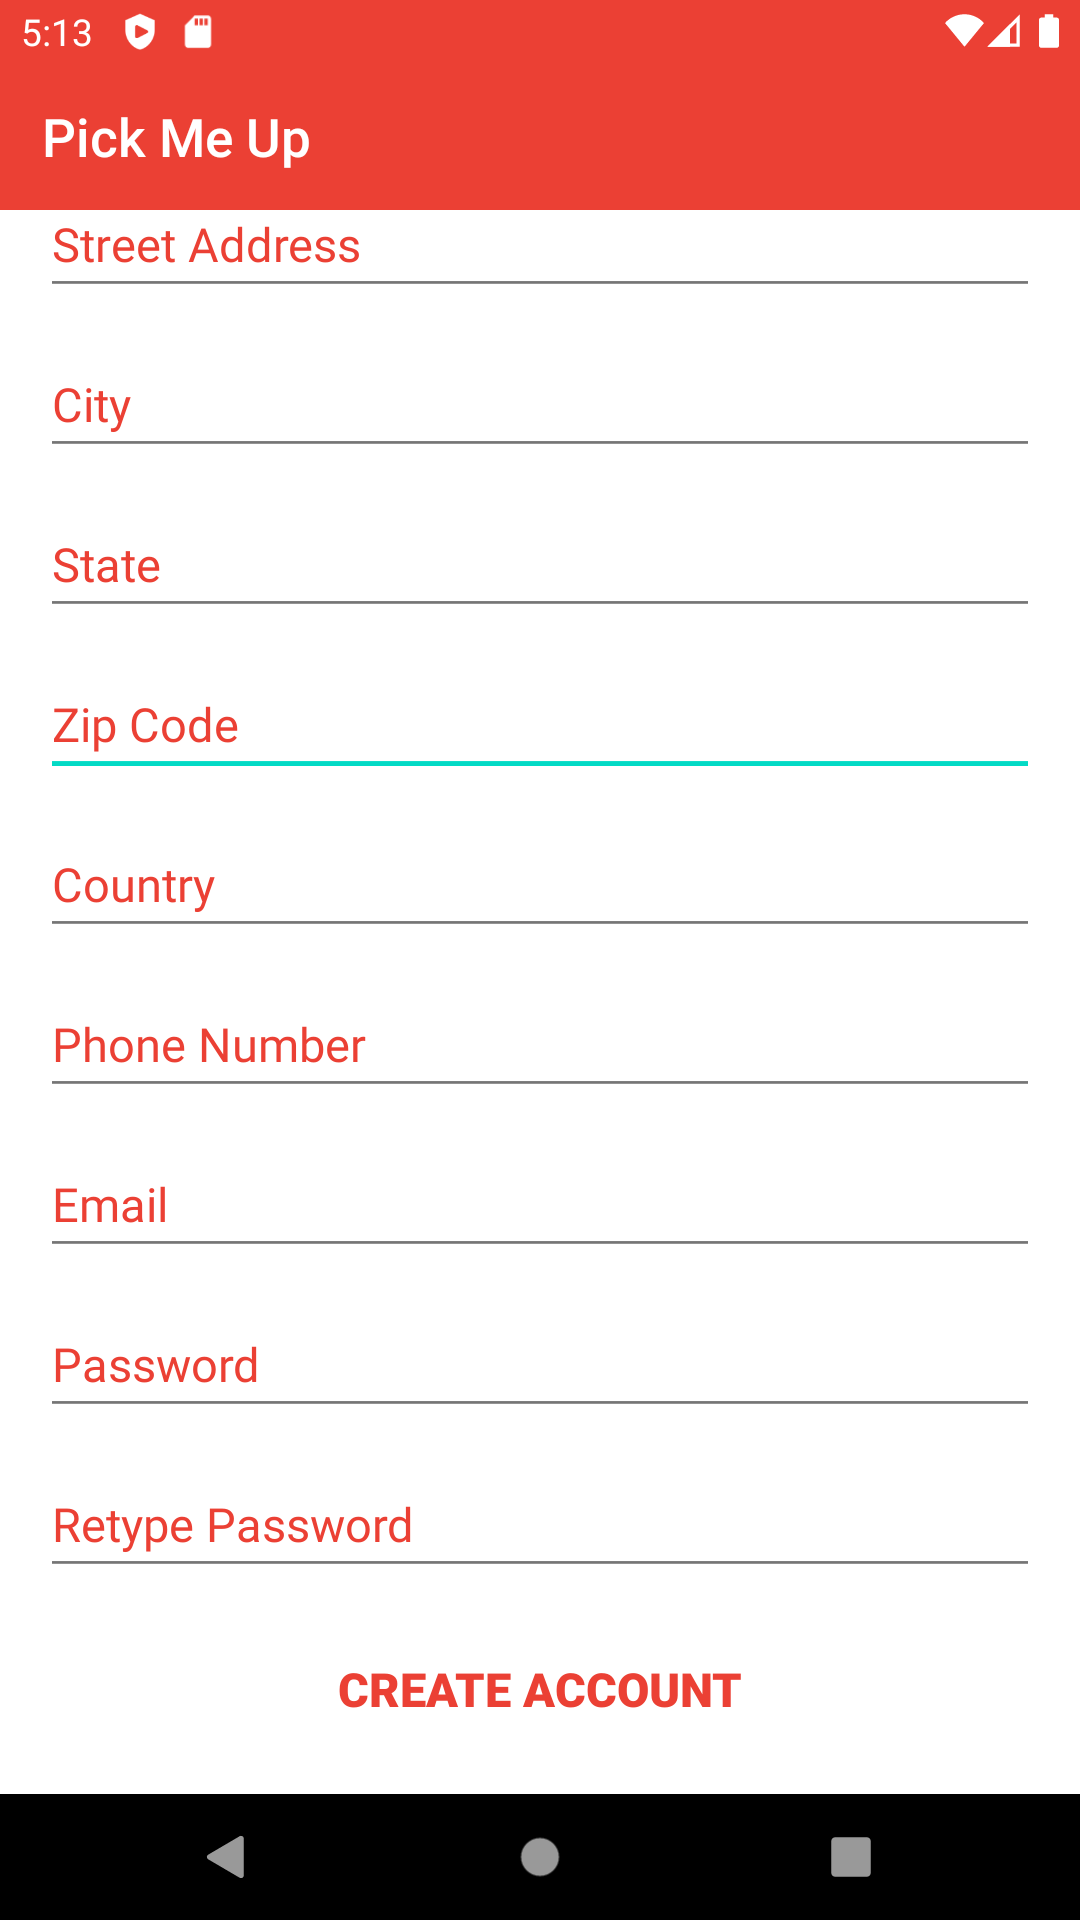 5:13
Pick Me Up
Street Address
City
State
Zip Code
Country
Phone Number
Email
Password
Retype Password
CREATE ACCOUNT